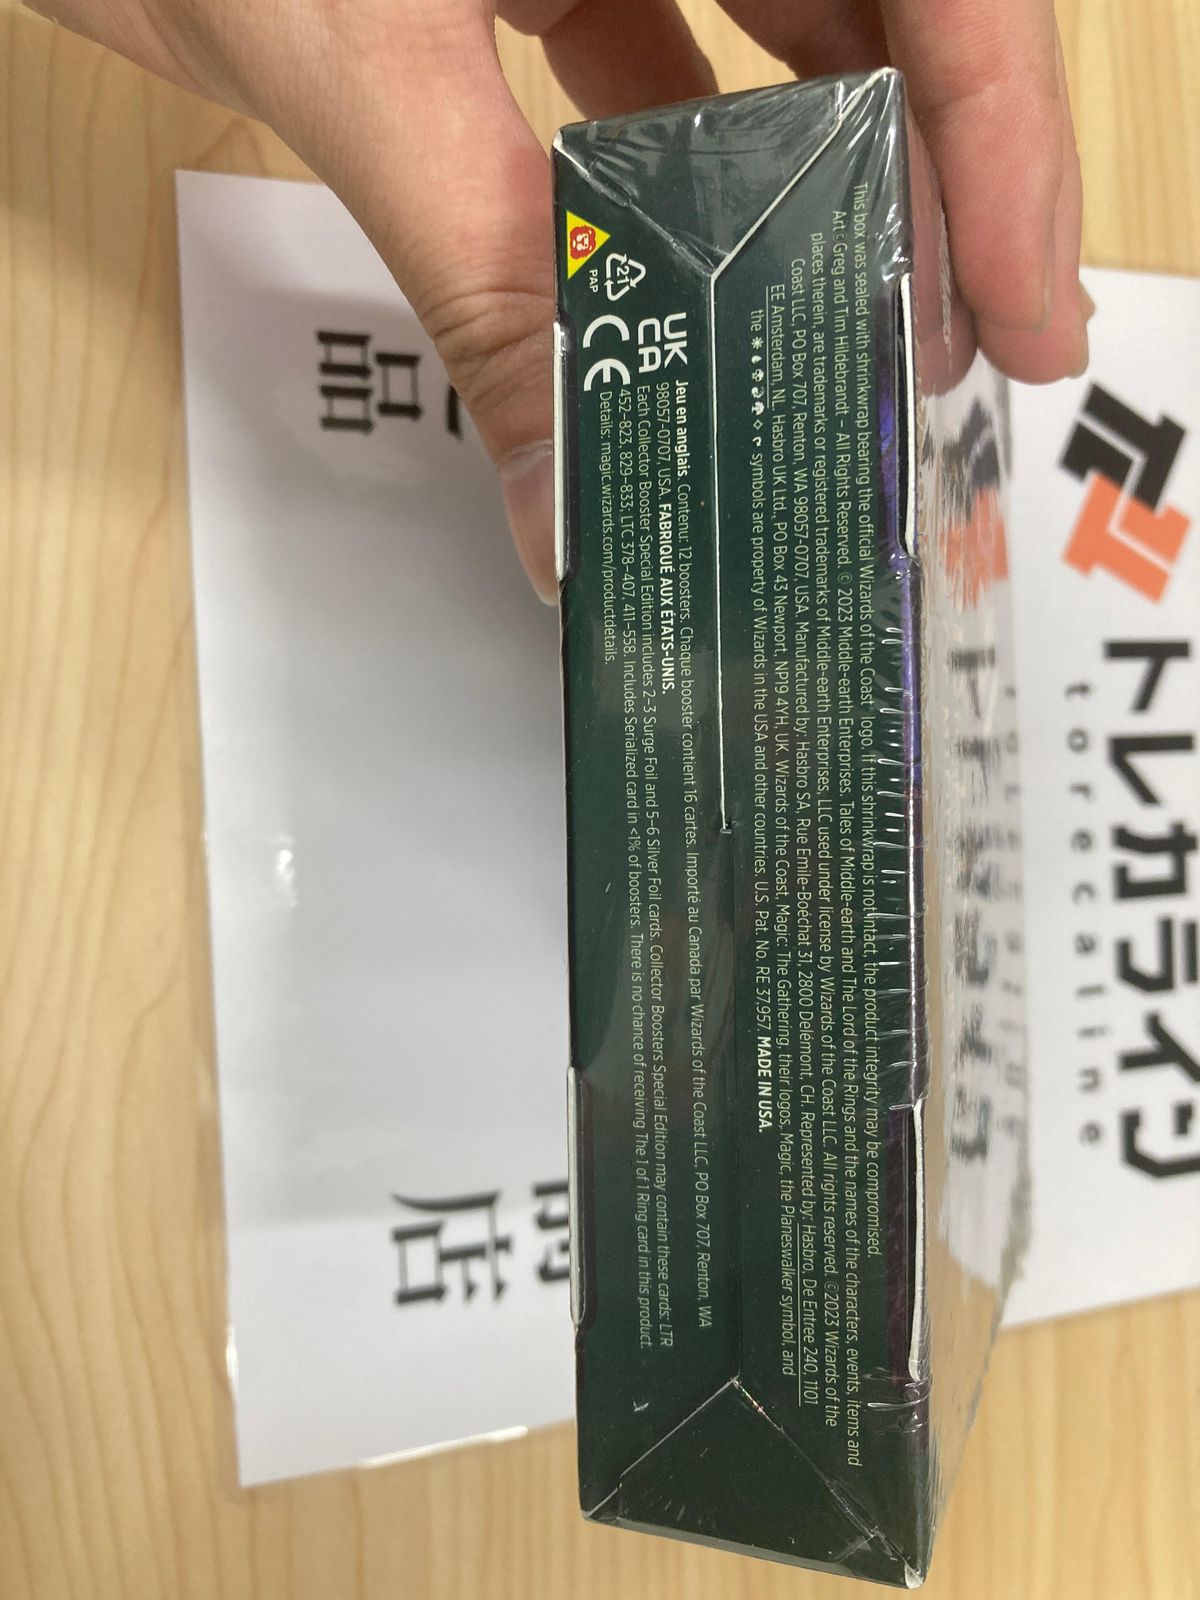 This box was sealed with shrinkwrap bearing the official Wizards of the Coast® logo. If this shrinkwrap is not intact, the product integrity may be compromised.
Art: Greg and Tim Hildebrandt – All Rights Reserved. © 2023 Middle-earth Enterprises. Tales of Middle-earth and The Lord of the Rings and the names of the characters, events, items and
places therein, are trademarks or registered trademarks of Middle-earth Enterprises, LLC used under license by Wizards of the Coast LLC. All rights reserved. ©2023 Wizards of the
Coast LLC, PO Box 707, Renton, WA 98057-0707, USA. Manufactured by: Hasbro SA, Rue Emile-Boéchat 31, 2800 Delémont, CH. Represented by: Hasbro, De Entree 240, 1101
EE Amsterdam, NL. Hasbro UK Ltd., PO Box 43 Newport, NP19 4YH, UK. Wizards of the Coast, Magic: The Gathering, their logos, Magic, the Planeswalker symbol, and
the symbols are property of Wizards in the USA and other countries. U.S. Pat. No. RE 37,957. MADE IN USA.
Jeu en anglais. Contenu: 12 boosters. Chaque booster contient 16 cartes. Importé au Canada par Wizards of the Coast LLC, PO Box 707, Renton, WA
98057-0707, USA. FABRIQUÉ AUX ÉTATS-UNIS.
Each Collector Booster Special Edition includes 2–3 Surge Foil and 5–6 Silver Foil cards. Collector Boosters Special Edition may contain these cards: LTR
452–823, 829–833; LTC 378–407, 411–558. Includes Serialized card in <1% of boosters. There is no chance of receiving The 1 of 1 Ring card in this product.
Details: magic.wizards.com/productdetails.
UK
CA
CE
21
PAP
トレカライン
torecaline
店
品